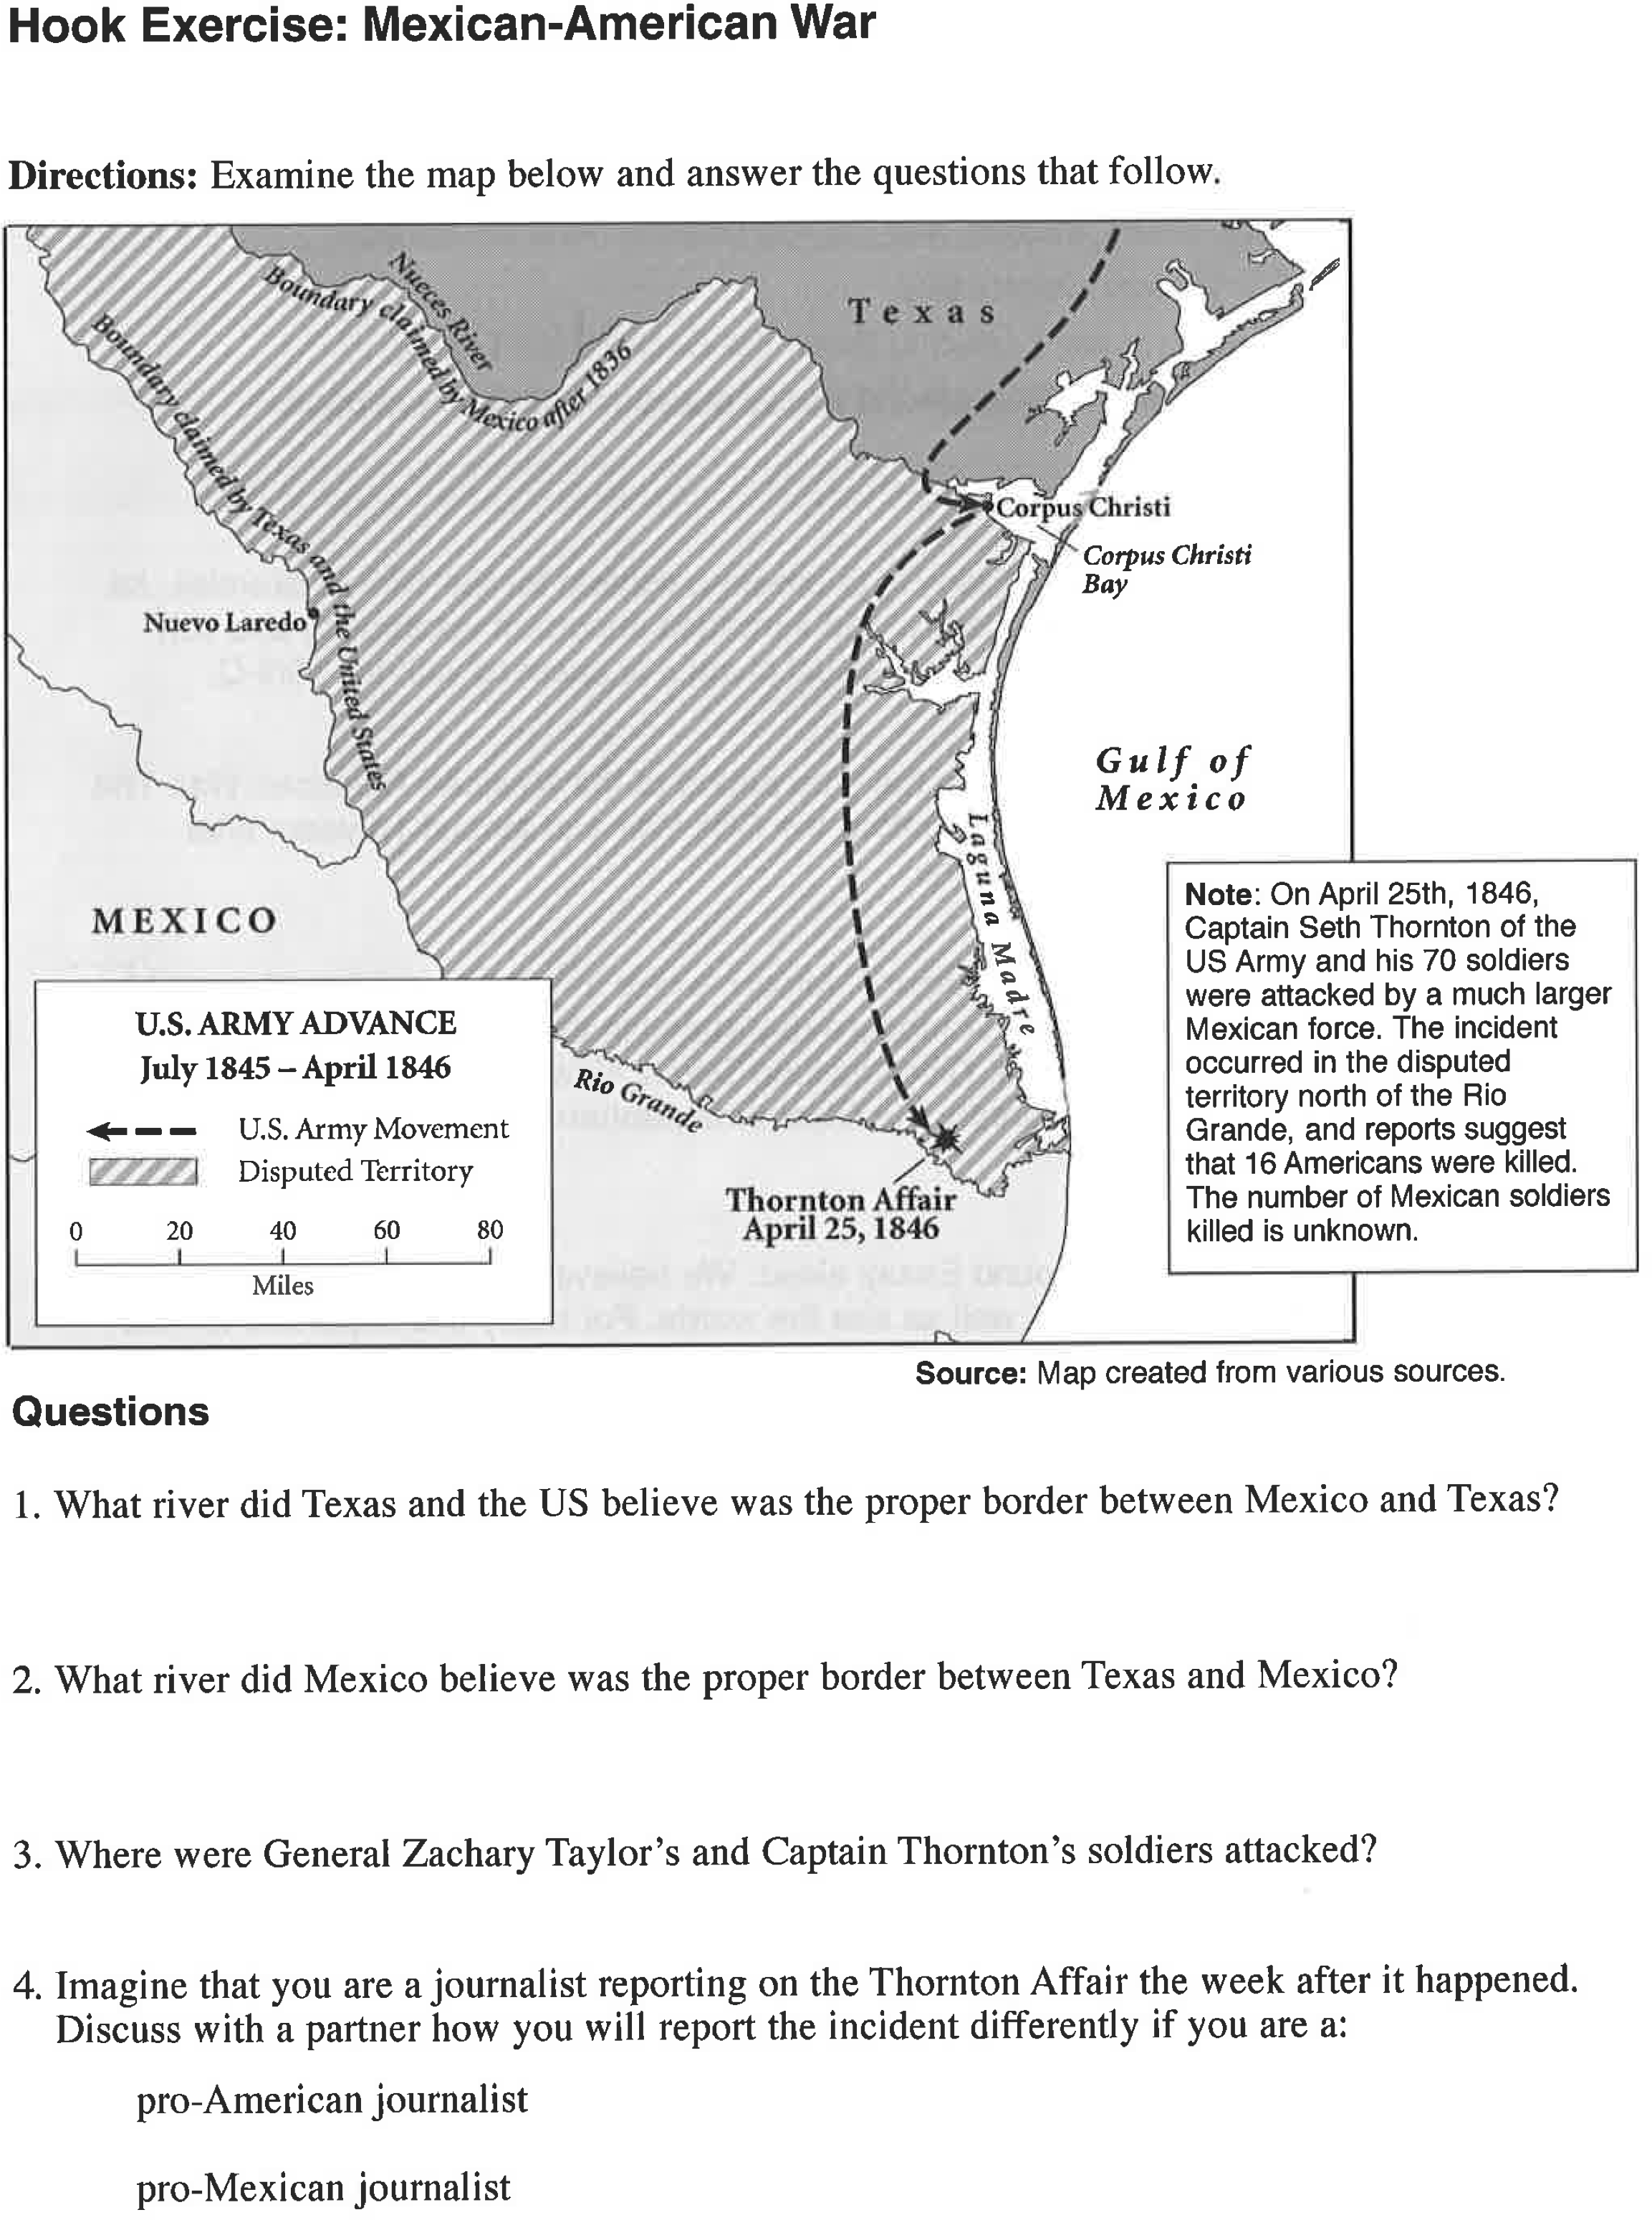 Hook Exercise: Mexican-American War
Directions: Examine the map below and answer the questions that follow.
Nueces River
Boundary claimed by Mexico after 1836
Texas
Boundary claimed by Texas and the United States
Corpus Christi
Corpus Christi
Bay
Nuevo Laredo
Gulf of
Mexico
Laguna Madre
MEXICO
Note: On April 25th, 1846,
Captain Seth Thornton of the
US Army and his 70 soldiers
were attacked by a much larger
Mexican force. The incident
occurred in the disputed
territory north of the Rio
Grande, and reports suggest
that 16 Americans were killed.
The number of Mexican soldiers
killed is unknown.
U.S. ARMY ADVANCE
July 1845 – April 1846
U.S. Army Movement
Disputed Territory
0 20 40 60 80
Miles
Rio Grande
Thornton Affair
April 25, 1846
Source: Map created from various sources.
Questions
1. What river did Texas and the US believe was the proper border between Mexico and Texas?
2. What river did Mexico believe was the proper border between Texas and Mexico?
3. Where were General Zachary Taylor's and Captain Thornton's soldiers attacked?
4. Imagine that you are a journalist reporting on the Thornton Affair the week after it happened.
Discuss with a partner how you will report the incident differently if you are a:
pro-American journalist
pro-Mexican journalist